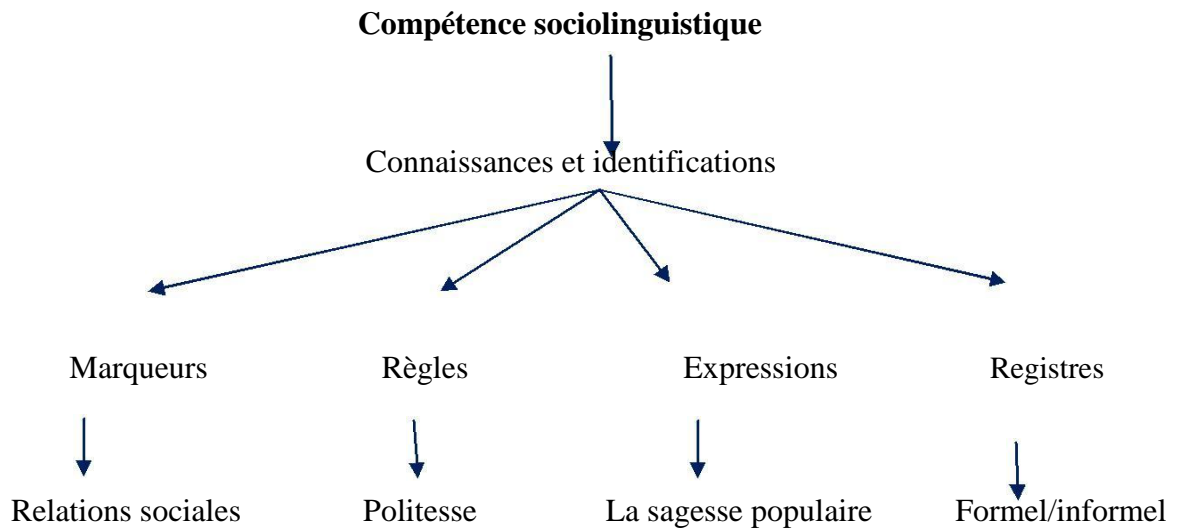 Compétence sociolinguistique
Connaissances et identifications
Marqueurs Règles Expressions Registres
Relations sociales Politesse La sagesse populaire Formel/informel